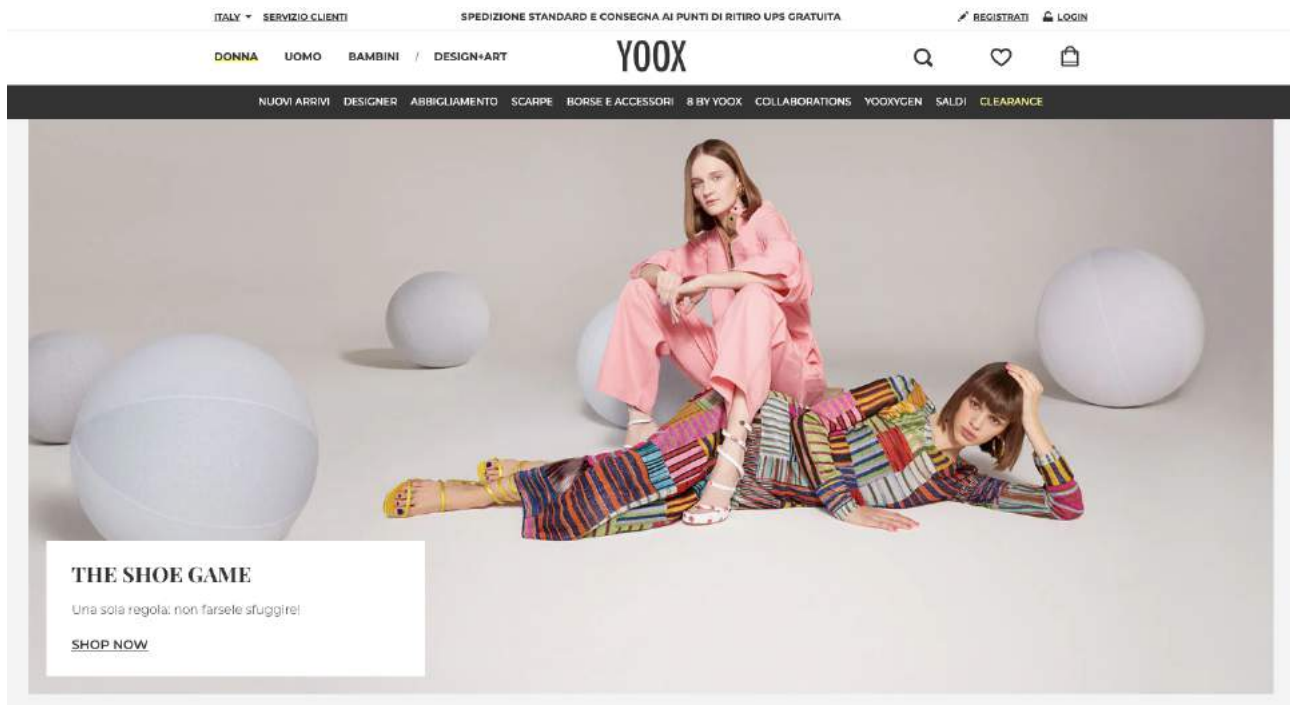 ITALY SERVIZIO CLIENTI SPEDIZIONE STANDARD E CONSEGNA AI PUNTI DI RITIRO UPS GRATUITA REGISTRATI LOGIN
DONNA UOMO BAMBINI / DESIGN+ART YOOX
NUOVI ARRIVI DESIGNER ABBIGLIAMENTO SCARPE BORSE E ACCESSORI 8 BY YOOX COLLABORATIONS YOOXYGEN SALDI CLEARANCE
THE SHOE GAME
Una sola regola: non farsele sfuggire!
SHOP NOW